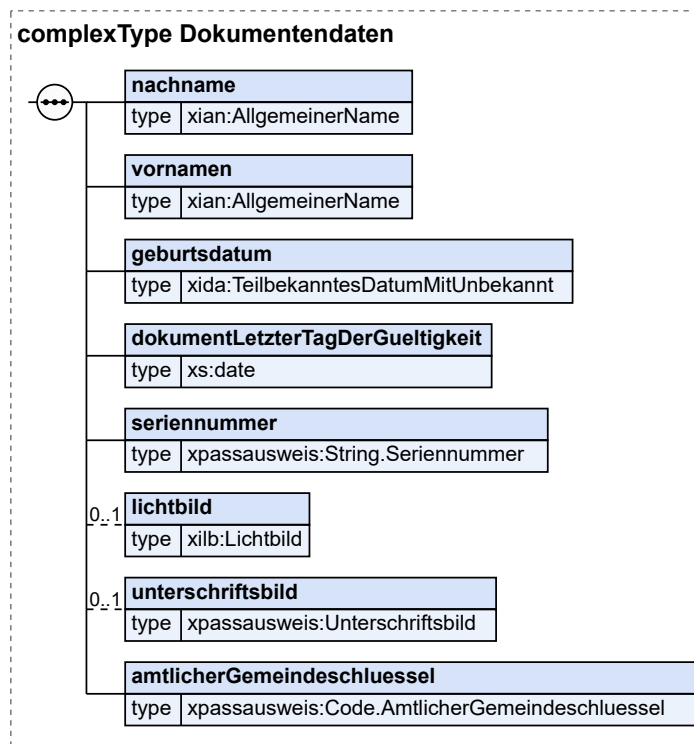 complexType Dokumentendaten
nachname
type xian:AllgemeinerName
vornamen
type xian:AllgemeinerName
geburtsdatum
type xida:TeilbekanntesDatumMitUnbekannt
dokumentLetzterTagDerGueltigkeit
type xs:date
seriennummer
type xpassausweis:String.Seriennummer
lichtbild
0..1
type xilb:Lichtbild
unterschriftsbild
0..1
type xpassausweis:Unterschriftsbild
amtlicherGemeindeschluessel
type xpassausweis:Code.AmtlicherGemeindeschluessel